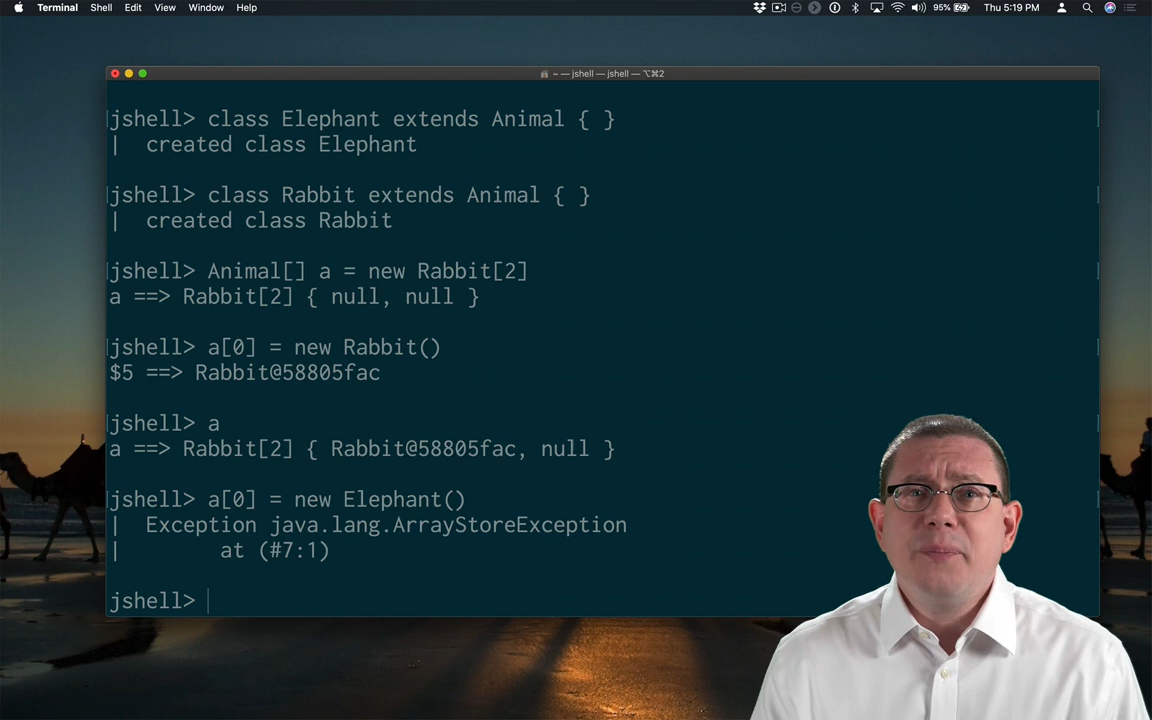 Terminal Shell Edit View Window Help 95% Thu 5:19 PM
~ — jshell — jshell — ⌥⌘2
jshell> class Elephant extends Animal { }
|  created class Elephant
jshell> class Rabbit extends Animal { }
|  created class Rabbit
jshell> Animal[] a = new Rabbit[2]
a ==> Rabbit[2] { null, null }
jshell> a[0] = new Rabbit()
$5 ==> Rabbit@58805fac
jshell> a
a ==> Rabbit[2] { Rabbit@58805fac, null }
jshell> a[0] = new Elephant()
|  Exception java.lang.ArrayStoreException
|        at (#7:1)
jshell>